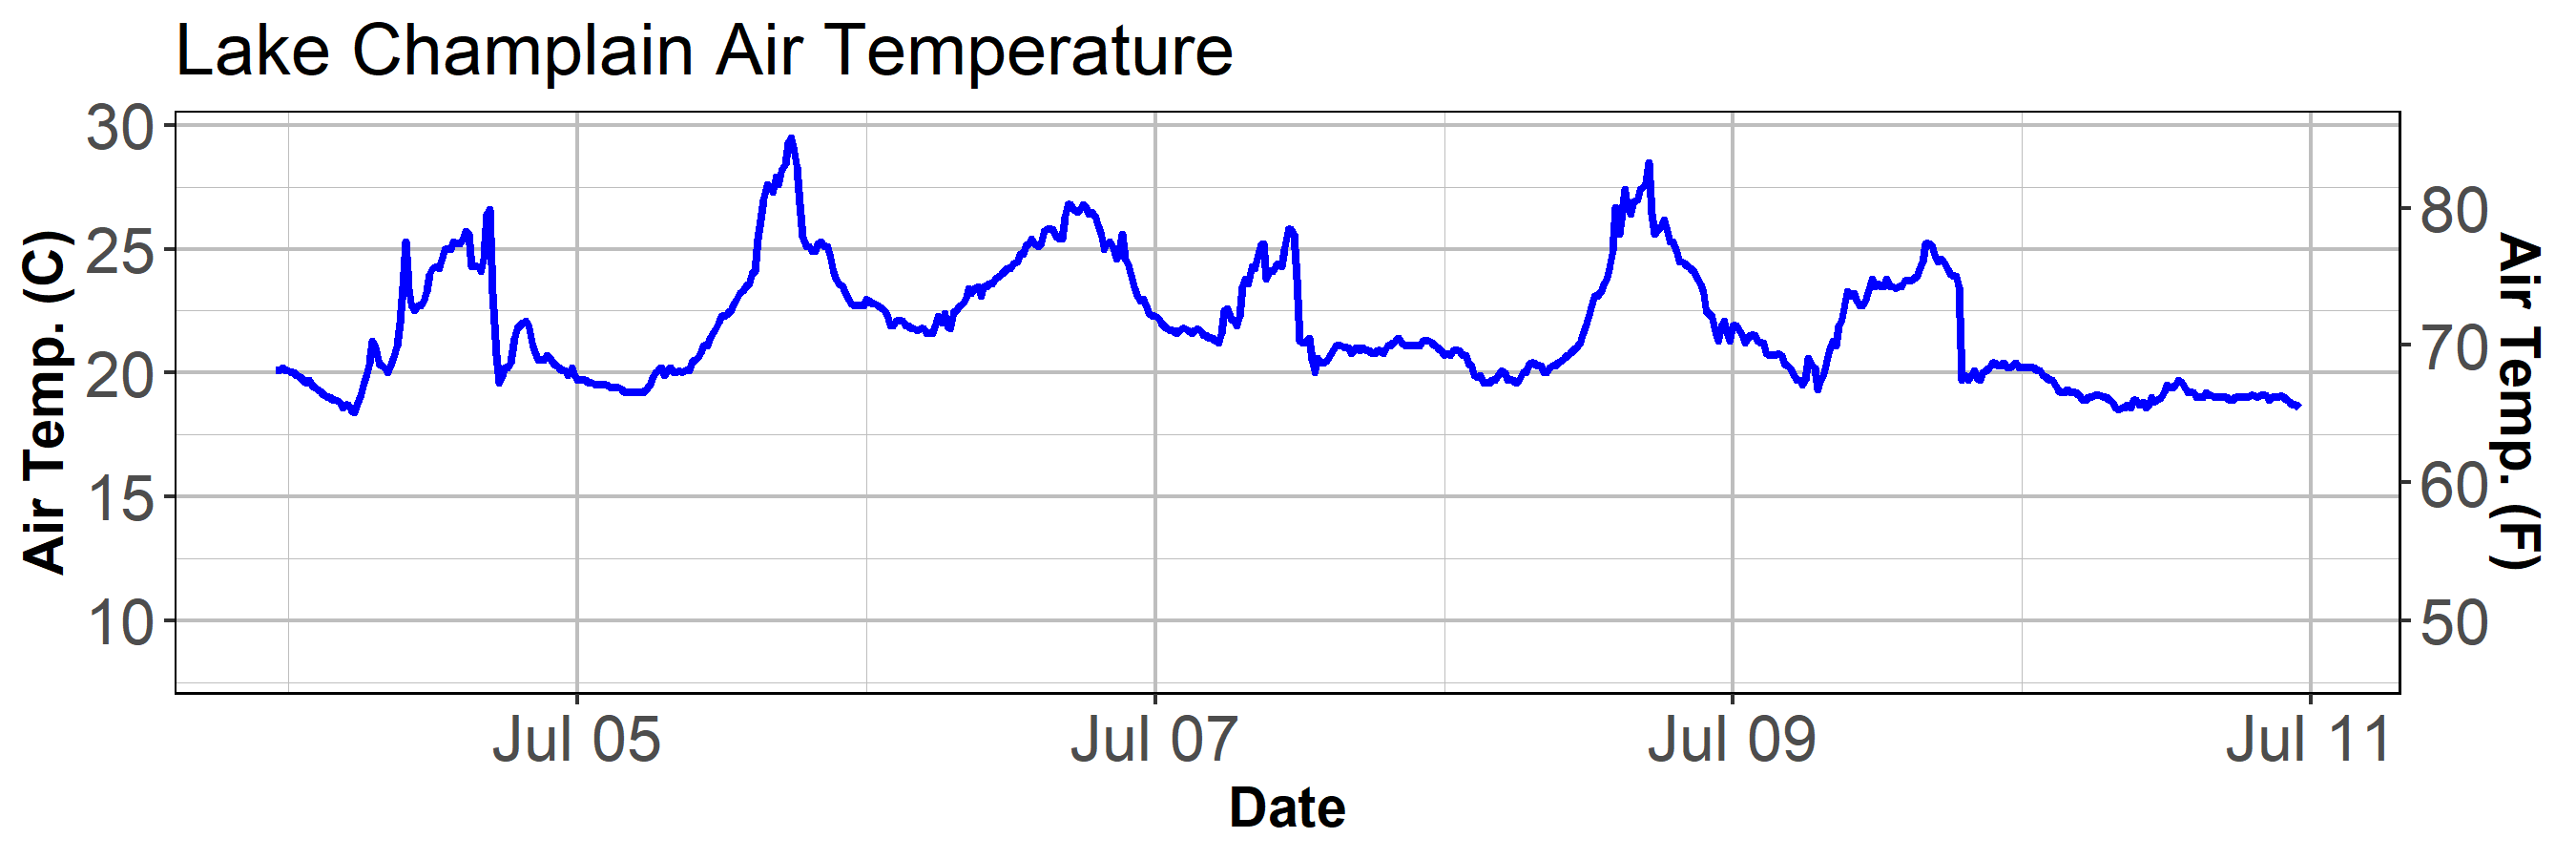 Lake Champlain Air Temperature
30
25
20
15
10
Air Temp. (C)
80
70
60
50
Air Temp. (F)
Jul 05 Jul 07 Jul 09 Jul 11
Date